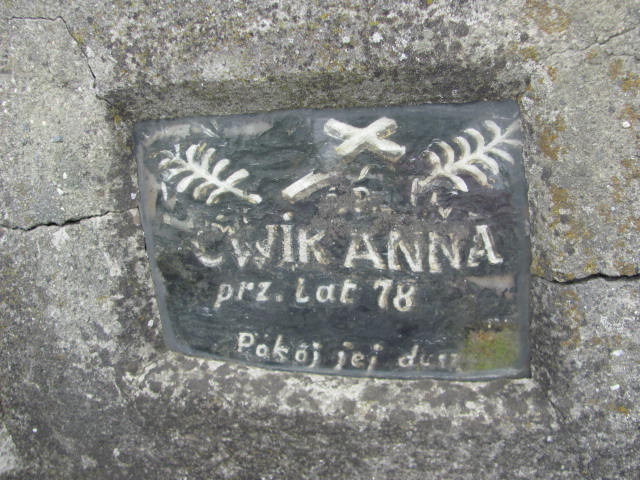 ĆWIK ANNA
prz. Lat 78
Pokój jej